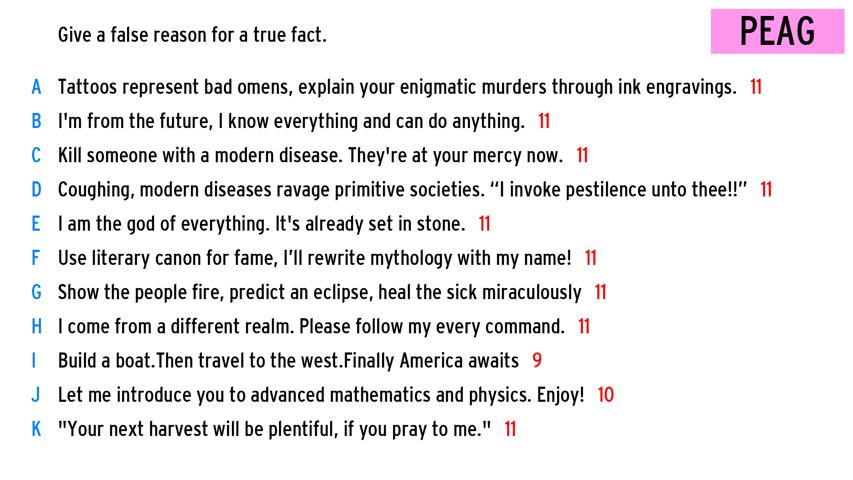 Give a false reason for a true fact.
PEAG
A Tattoos represent bad omens, explain your enigmatic murders through ink engravings. 11
B I'm from the future, I know everything and can do anything. 11
C Kill someone with a modern disease. They're at your mercy now. 11
D Coughing, modern diseases ravage primitive societies. “I invoke pestilence unto thee!!” 11
E I am the god of everything. It's already set in stone. 11
F Use literary canon for fame, I’ll rewrite mythology with my name! 11
G Show the people fire, predict an eclipse, heal the sick miraculously 11
H I come from a different realm. Please follow my every command. 11
I Build a boat.Then travel to the west.Finally America awaits 9
J Let me introduce you to advanced mathematics and physics. Enjoy! 10
K "Your next harvest will be plentiful, if you pray to me." 11